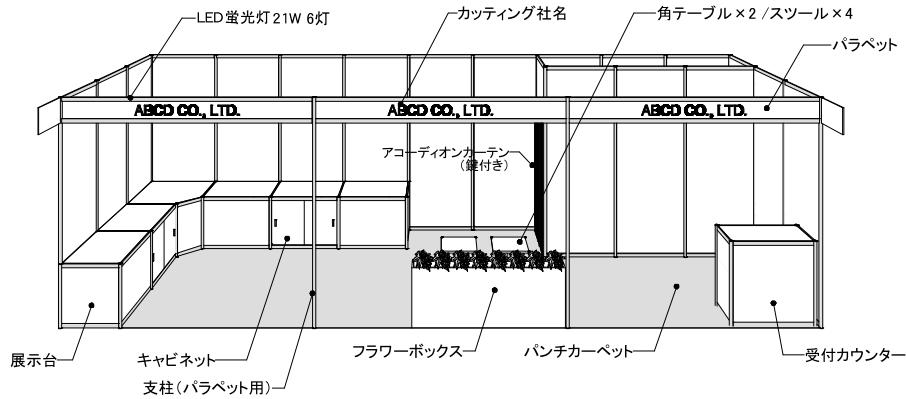 LED蛍光灯21W 6灯
カッティング社名
角テーブル×2 /スツール×4
パラペット
ABCD CO., LTD.
ABCD CO., LTD.
ABCD CO., LTD.
アコーディオンカーテン
(鍵付き)
展示台
キャビネット
支柱(パラペット用)
フラワーボックス
パンチカーペット
受付カウンター